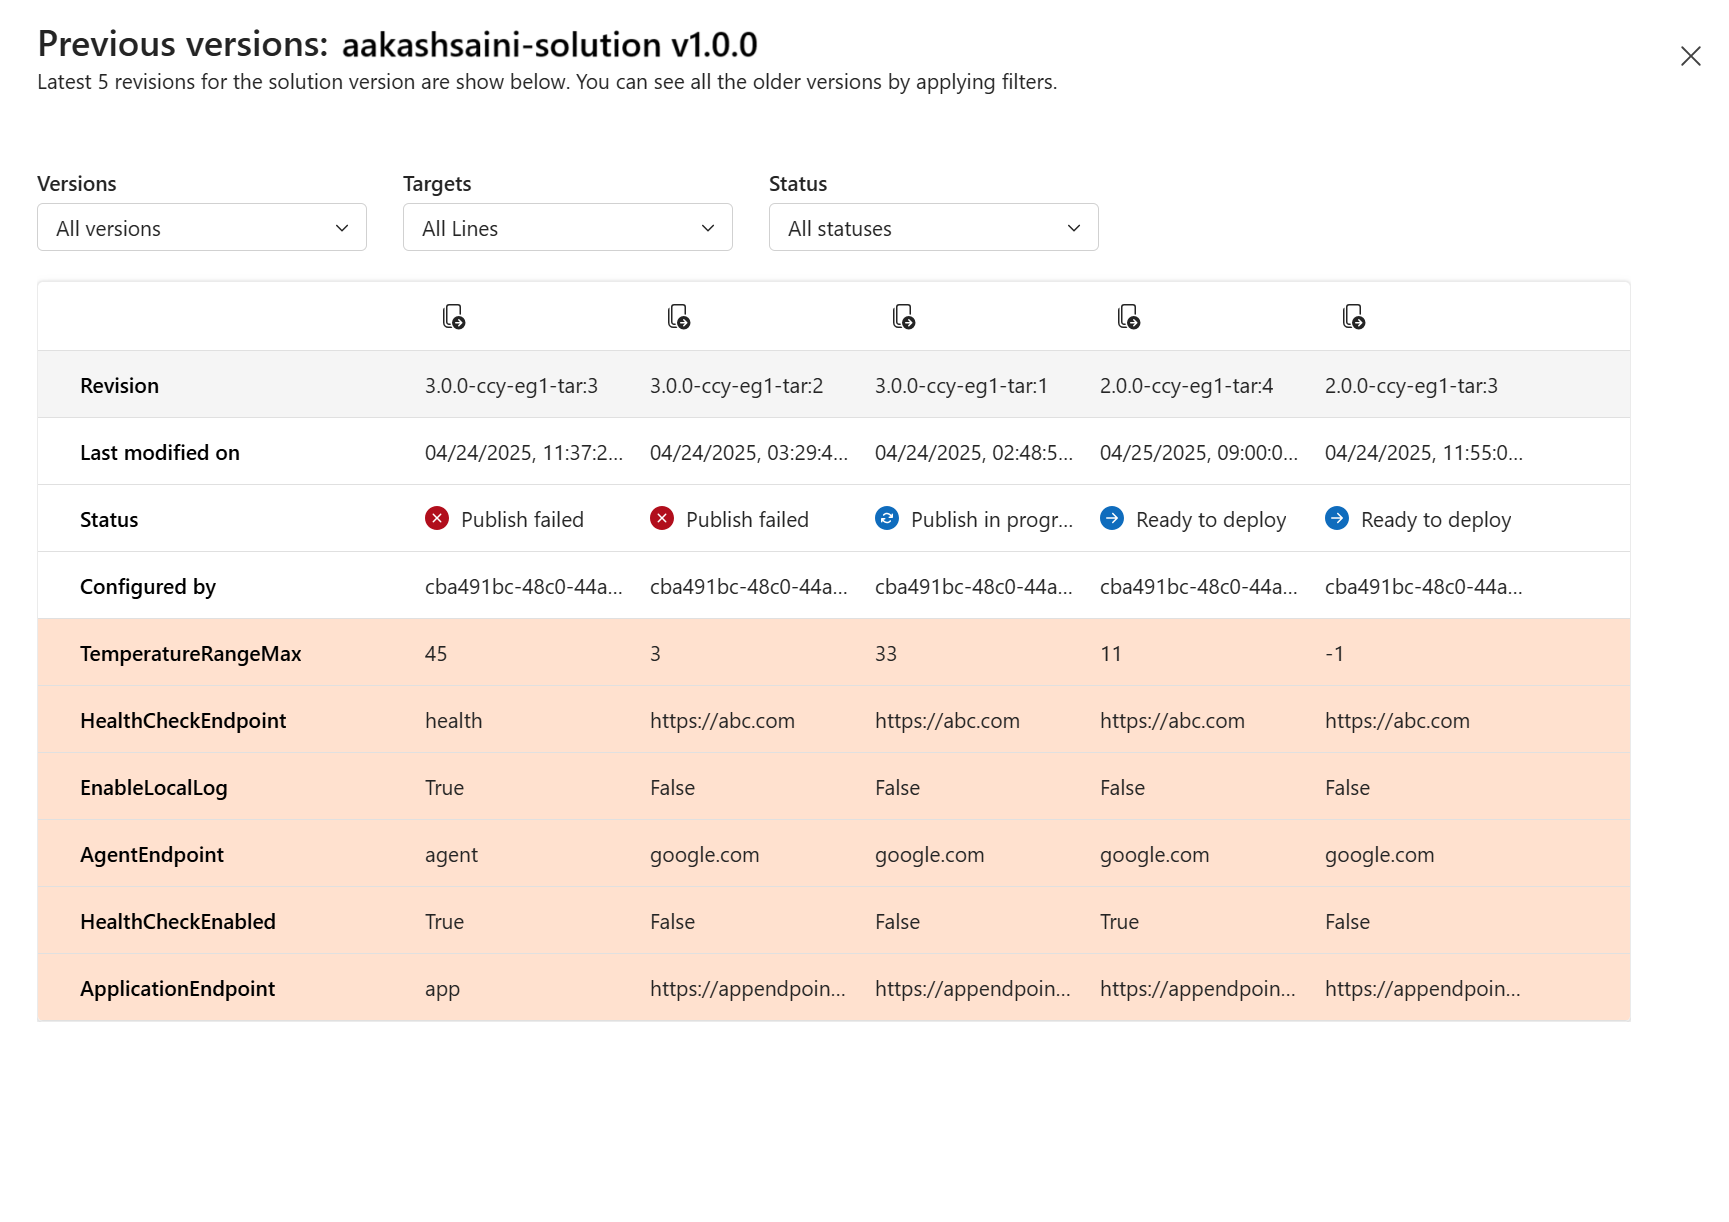 Previous versions: aakashsaini-solution v1.0.0
Latest 5 revisions for the solution version are show below. You can see all the older versions by applying filters.
Versions Targets Status
All versions All Lines All statuses
Revision 3.0.0-ccy-eg1-tar:3 3.0.0-ccy-eg1-tar:2 3.0.0-ccy-eg1-tar:1 2.0.0-ccy-eg1-tar:4 2.0.0-ccy-eg1-tar:3
Last modified on 04/24/2025, 11:37:2... 04/24/2025, 03:29:4... 04/24/2025, 02:48:5... 04/25/2025, 09:00:0... 04/24/2025, 11:55:0...
Status Publish failed Publish failed Publish in progr... Ready to deploy Ready to deploy
Configured by cba491bc-48c0-44a... cba491bc-48c0-44a... cba491bc-48c0-44a... cba491bc-48c0-44a... cba491bc-48c0-44a...
TemperatureRangeMax 45 3 33 11 -1
HealthCheckEndpoint health https://abc.com https://abc.com https://abc.com https://abc.com
EnableLocalLog True False False False False
AgentEndpoint agent google.com google.com google.com google.com
HealthCheckEnabled True False False True False
ApplicationEndpoint app https://appendpoin... https://appendpoin... https://appendpoin... https://appendpoin...